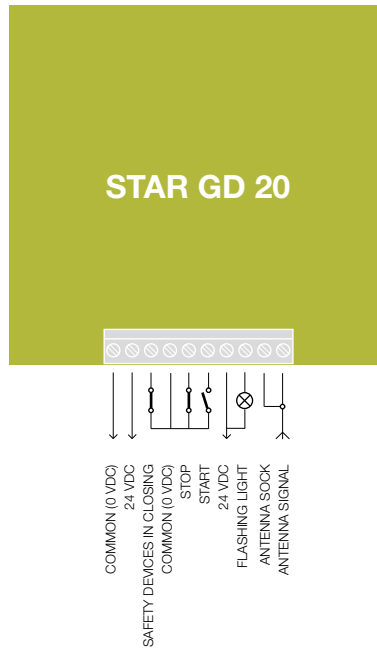 STAR GD 20
COMMON (0 VDC)
24 VDC
SAFETY DEVICES IN CLOSING
COMMON (0 VDC)
STOP
START
24 VDC
FLASHING LIGHT
ANTENNA SOCK
ANTENNA SIGNAL